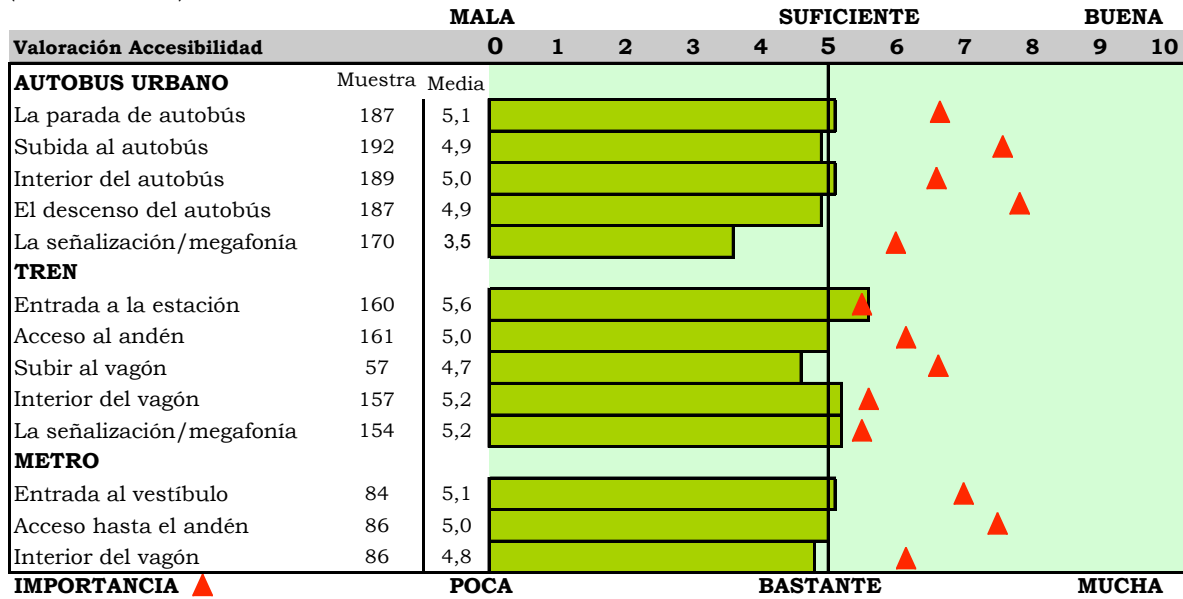 MALA SUFICIENTE BUENA
Valoración Accesibilidad 0 1 2 3 4 5 6 7 8 9 10
AUTOBUS URBANO Muestra Media
La parada de autobús 187 5,1
Subida al autobús 192 4,9
Interior del autobús 189 5,0
El descenso del autobús 187 4,9
La señalización/megafonía 170 3,5
TREN
Entrada a la estación 160 5,6
Acceso al andén 161 5,0
Subir al vagón 57 4,7
Interior del vagón 157 5,2
La señalización/megafonía 154 5,2
METRO
Entrada al vestíbulo 84 5,1
Acceso hasta el andén 86 5,0
Interior del vagón 86 4,8
IMPORTANCIA POCA BASTANTE MUCHA